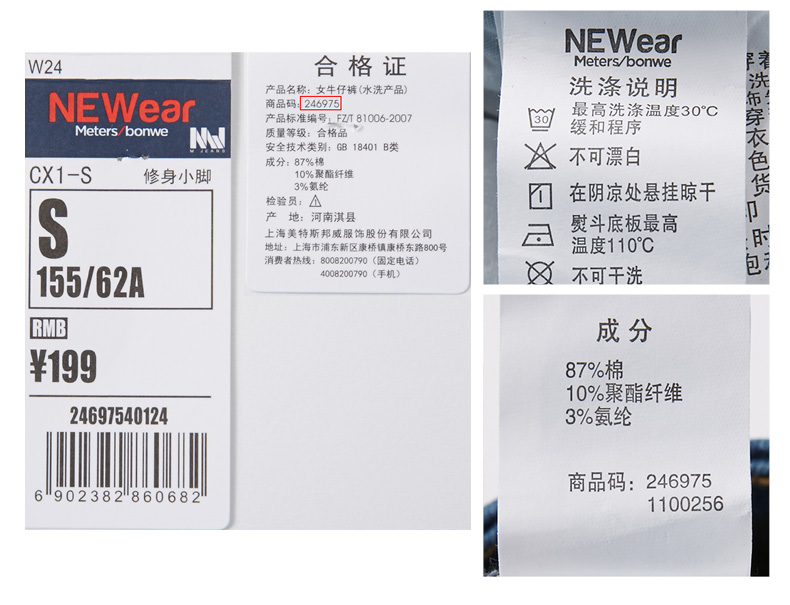 W24
NEWear
Meters/bonwe
M JEANS
CX1-S
修身小脚
S
155/62A
RMB
¥199
24697540124
6 902382 860682
合格证
产品名称：女牛仔裤(水洗产品)
商品码：246975
产品标准编号：FZ/T 81006-2007
质量等级：合格品
安全技术类别：GB 18401 B类
成分：87%棉
10%聚酯纤维
3%氨纶
检验员：
产 地：河南淇县
上海美特斯邦威服饰股份有限公司
地址：上海市浦东新区康桥镇康桥东路800号
消费者热线：8008200790（固定电话）
4008200790（手机）
NEWear
Meters/bonwe
洗涤说明
30
最高洗涤温度30℃
缓和程序
不可漂白
在阴凉处悬挂晾干
熨斗底板最高
温度110℃
不可干洗
成分
87%棉
10%聚酯纤维
3%氨纶
商品码：246975
1100256